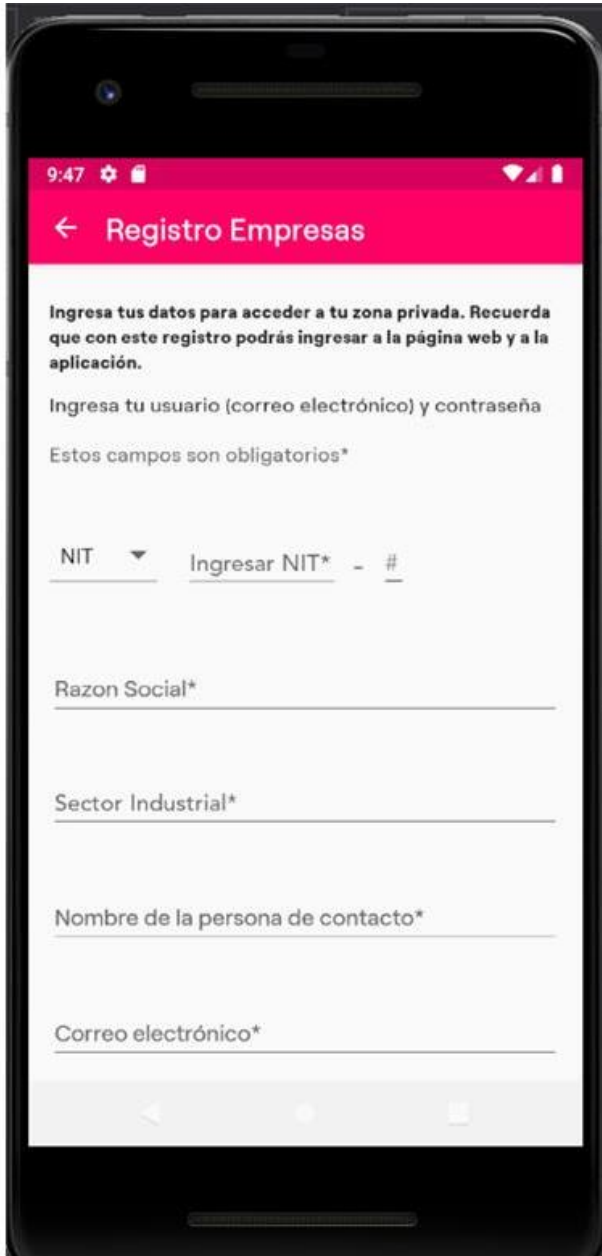 9:47
Registro Empresas
Ingresa tus datos para acceder a tu zona privada. Recuerda
que con este registro podrás ingresar a la página web y a la
aplicación.
Ingresa tu usuario (correo electrónico) y contraseña
Estos campos son obligatorios*
NIT Ingresar NIT* - #
Razon Social*
Sector Industrial*
Nombre de la persona de contacto*
Correo electrónico*